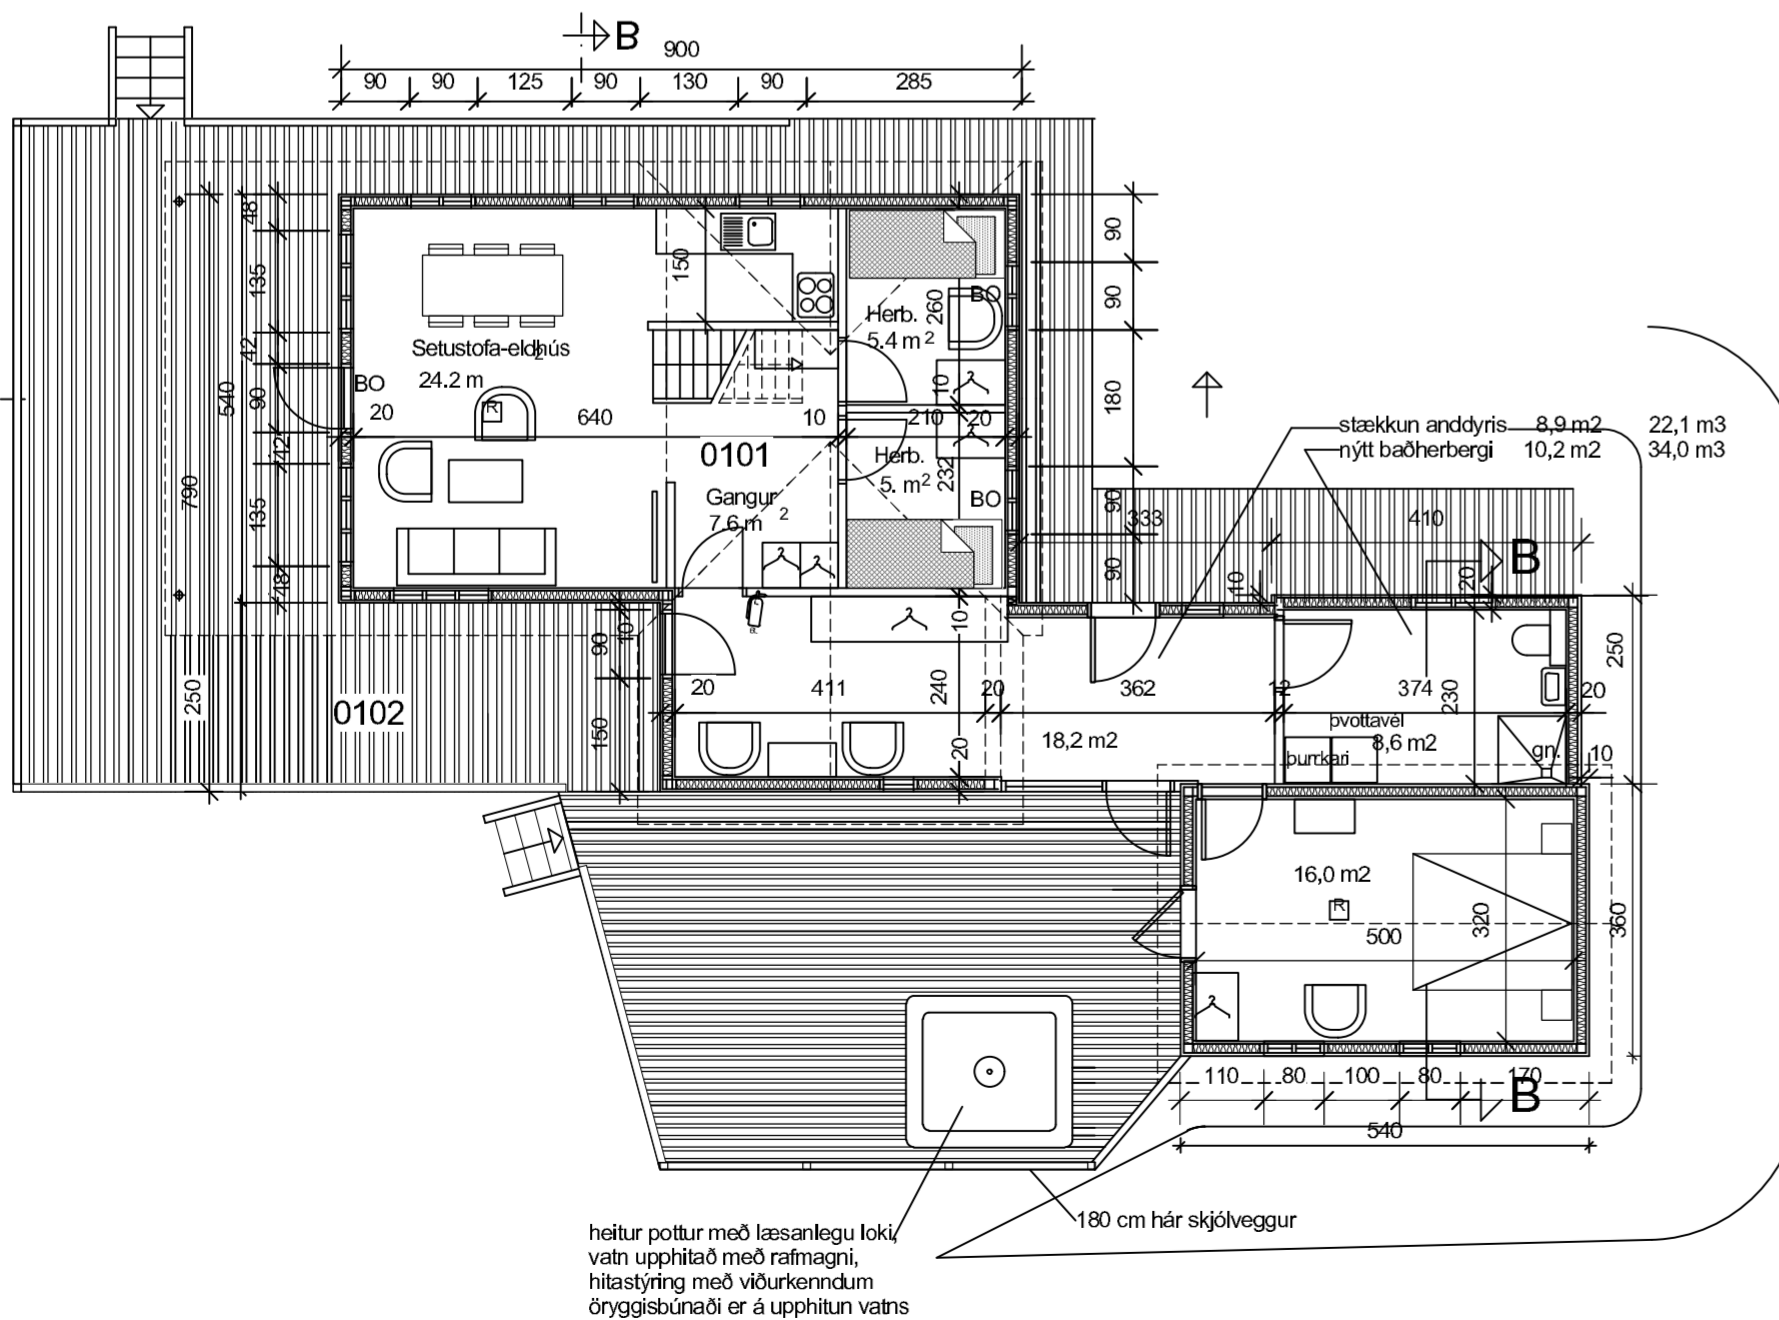 B
900
90 90 125 90 130 90 285
48
135
42
90
42
135
48
540
790
250
150
Setustofa-eldhús
24.2 m 2
BO
20
R
640
10
210
20
0101
Gangur
7.6 m 2
Herb.
5.4 m 2
260
BO
10
Herb.
5. m 2
232
BO
90
90
180
90
90
333
410
stækkun anddyris 8,9 m2 22,1 m3
nýtt baðherbergi 10,2 m2 34,0 m3
B
20
10
250
0102
90
10
150
20
411
240
10
20
20
362
12
374
230
20
18,2 m2
þvottavél
8,6 m2
þurrkari
gn.
10
16,0 m2
R
500
320
360
110 80 100 80 170
B
540
180 cm hár skjólveggur
heitur pottur með læsanlegu loki,
vatn upphitað með rafmagni,
hitastýring með viðurkenndum
öryggisbúnaði er á upphitun vatns